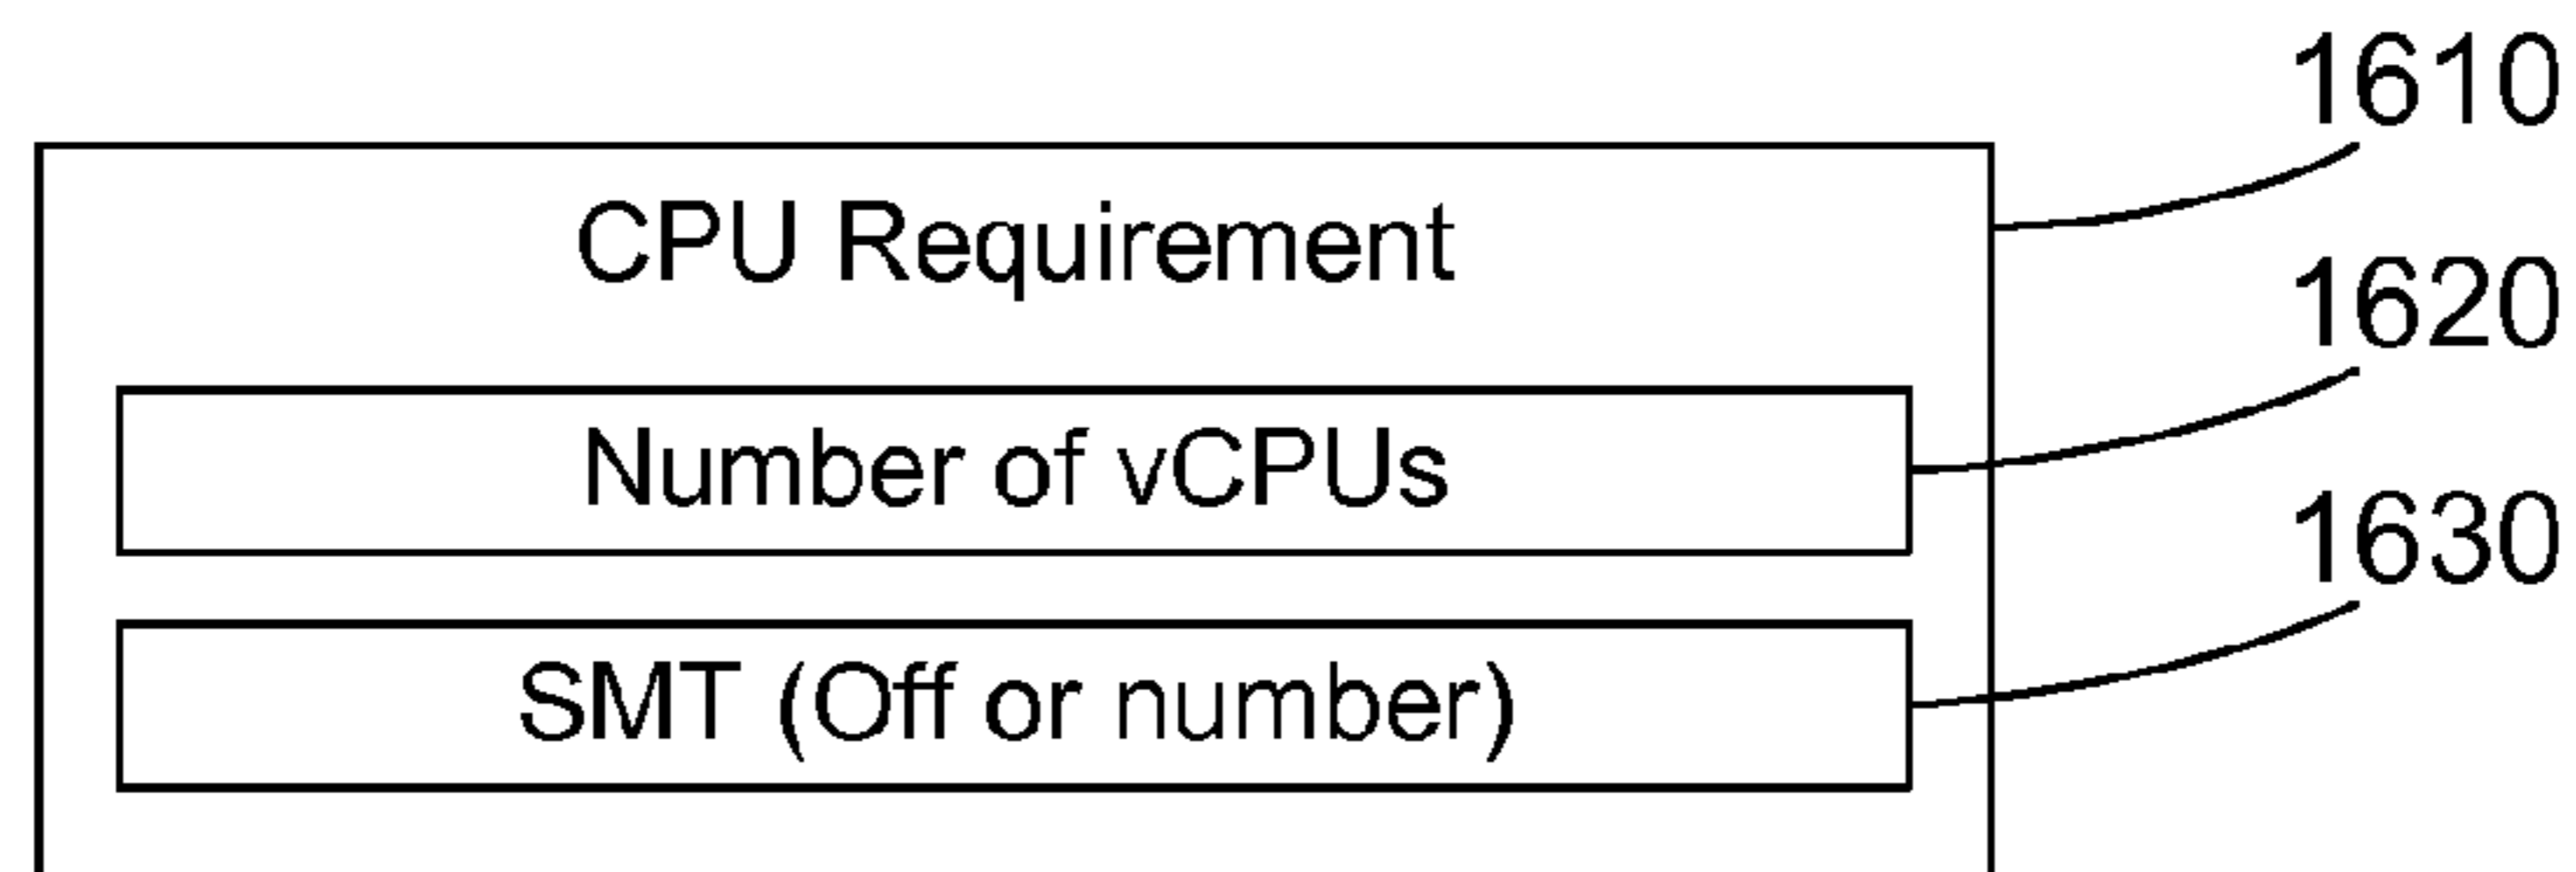 1610
CPU Requirement
1620
Number of vCPUs
1630
SMT (Off or number)